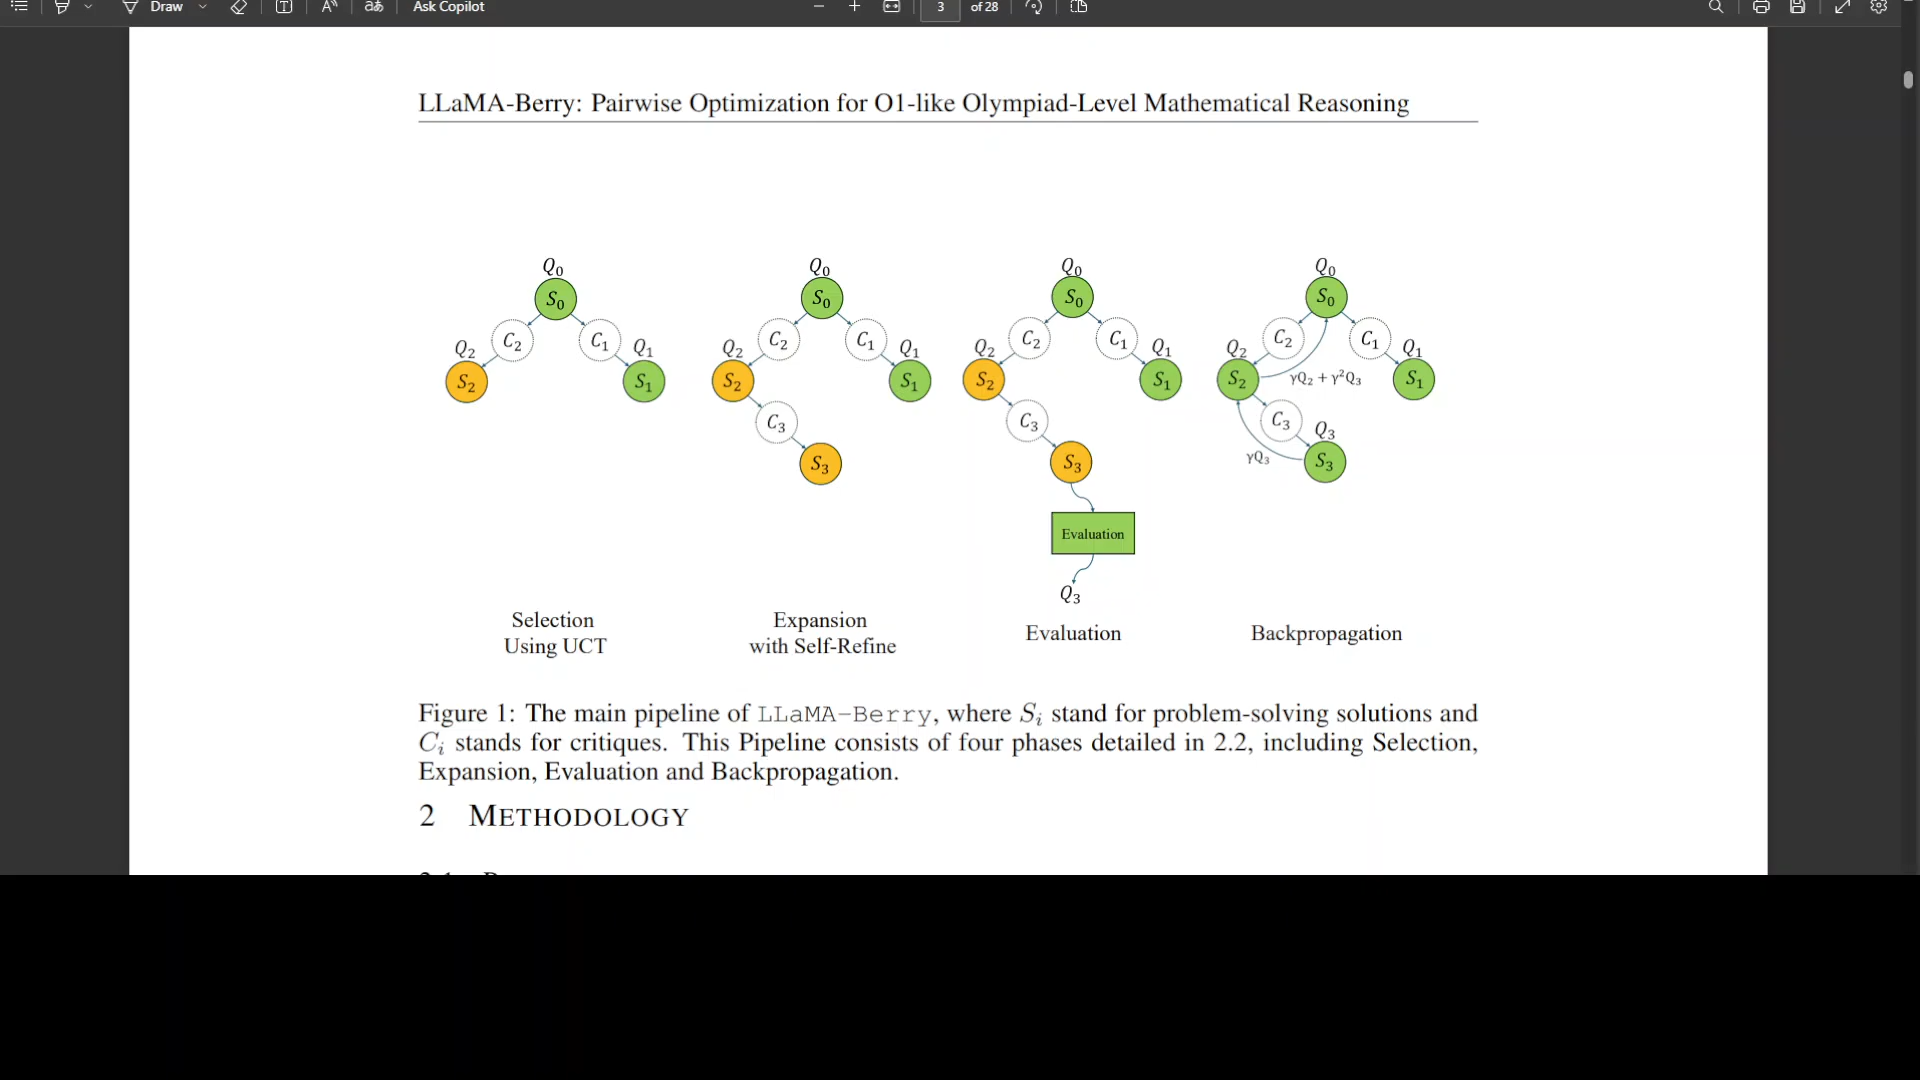 Draw
Ask Copilot
3 of 28
LLaMA-Berry: Pairwise Optimization for O1-like Olympiad-Level Mathematical Reasoning
Q0
S0
C2
C1
Q2
Q1
S2
S1
Selection
Using UCT
Q0
S0
C2
C1
Q2
Q1
S2
S1
C3
S3
Expansion
with Self-Refine
Q0
S0
C2
C1
Q2
Q1
S2
S1
C3
S3
Evaluation
Q3
Evaluation
Q0
S0
C2
C1
Q2
Q1
S2
γQ2 + γ²Q3
S1
C3
Q3
γQ3
S3
Backpropagation
Figure 1: The main pipeline of LLaMA-Berry, where Si stand for problem-solving solutions and
Ci stands for critiques. This Pipeline consists of four phases detailed in 2.2, including Selection,
Expansion, Evaluation and Backpropagation.
2 METHODOLOGY